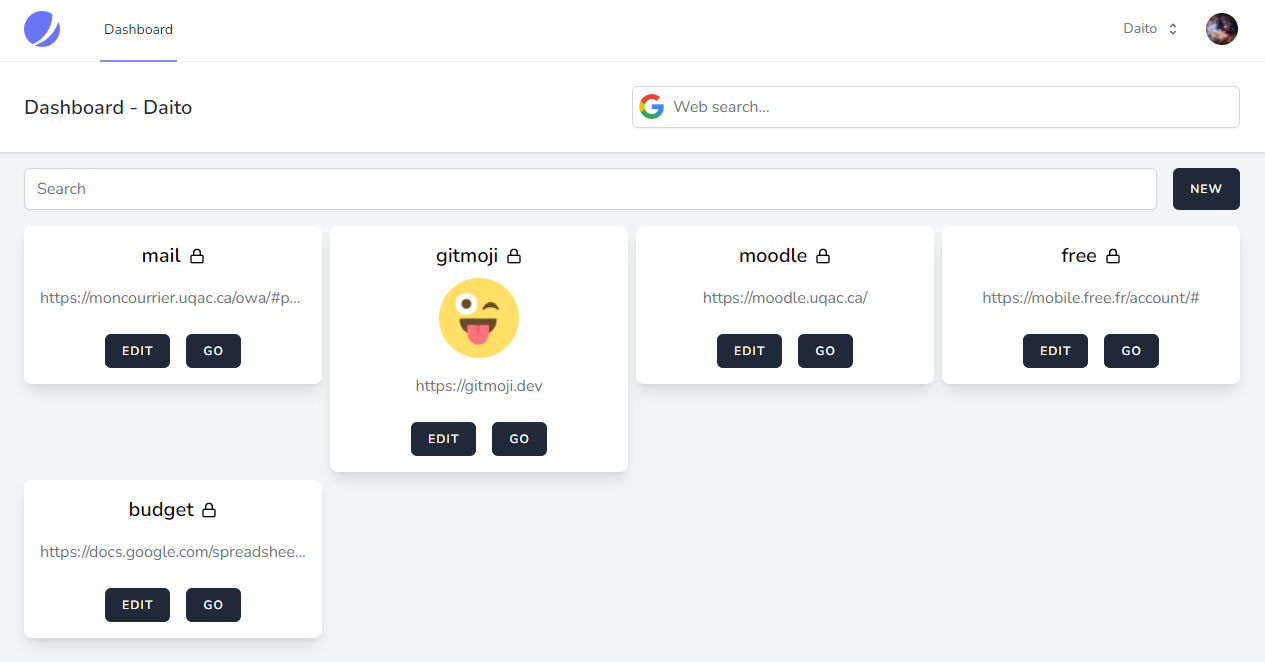 Dashboard
Daito
Dashboard - Daito
Web search...
Search
NEW
mail
https://moncourrier.uqac.ca/owa/#p...
EDIT GO
gitmoji
https://gitmoji.dev
EDIT GO
moodle
https://moodle.uqac.ca/
EDIT GO
free
https://mobile.free.fr/account/#
EDIT GO
budget
https://docs.google.com/spreadshee...
EDIT GO